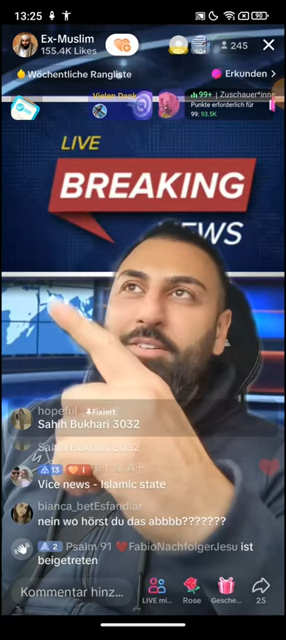 13:25
90
Ex-Muslim
155.4K Likes
245
Wöchentliche Rangliste
Erkunden >
Vielen Dank
99+ | Zuschauer*inne
Punkte erforderlich für
99: 93.5K
LIVE
BREAKING
NEWS
hopeful Fixiert
Sahih Bukhari 3032
Sahih Bukhari 3032
13 1 T I N A
Vice news - Islamic state
bianca_betEsfandiar
nein wo hörst du das abbbb???????
2 Psalm 91 ❤️FabioNachfolgerJesu ist
beigetreten
Kommentar hinz...
LIVE mi...
Rose
Gesche...
25